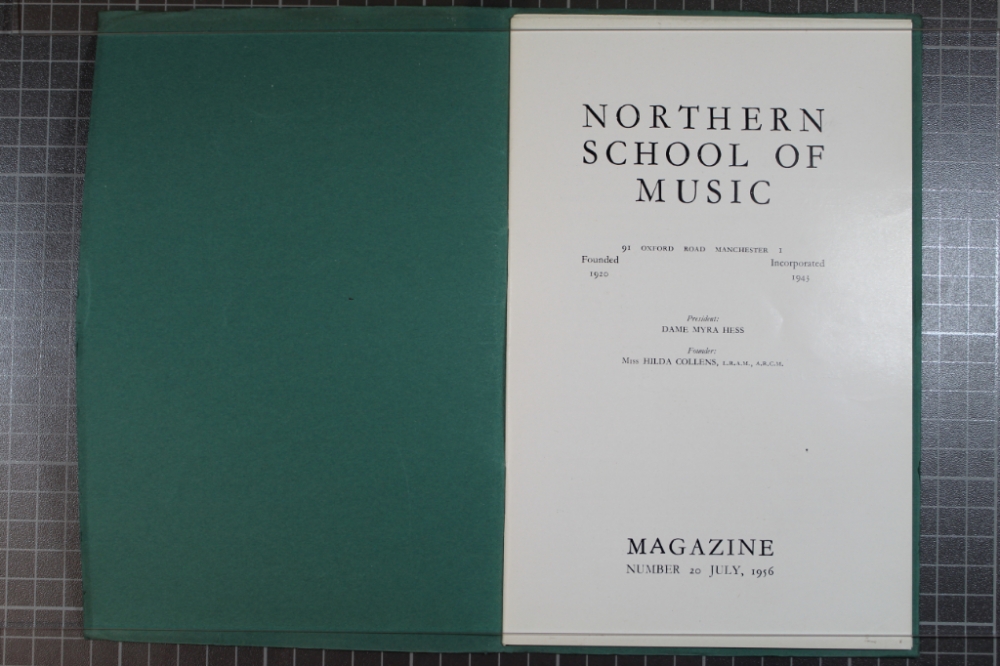 NORTHERN
SCHOOL OF
MUSIC
91 OXFORD ROAD MANCHESTER 1
Founded
1920
Incorporated
1943
President:
DAME MYRA HESS
Founder:
Miss HILDA COLLENS, L.R.A.M., A.R.C.M.
MAGAZINE
NUMBER 20 JULY, 1956